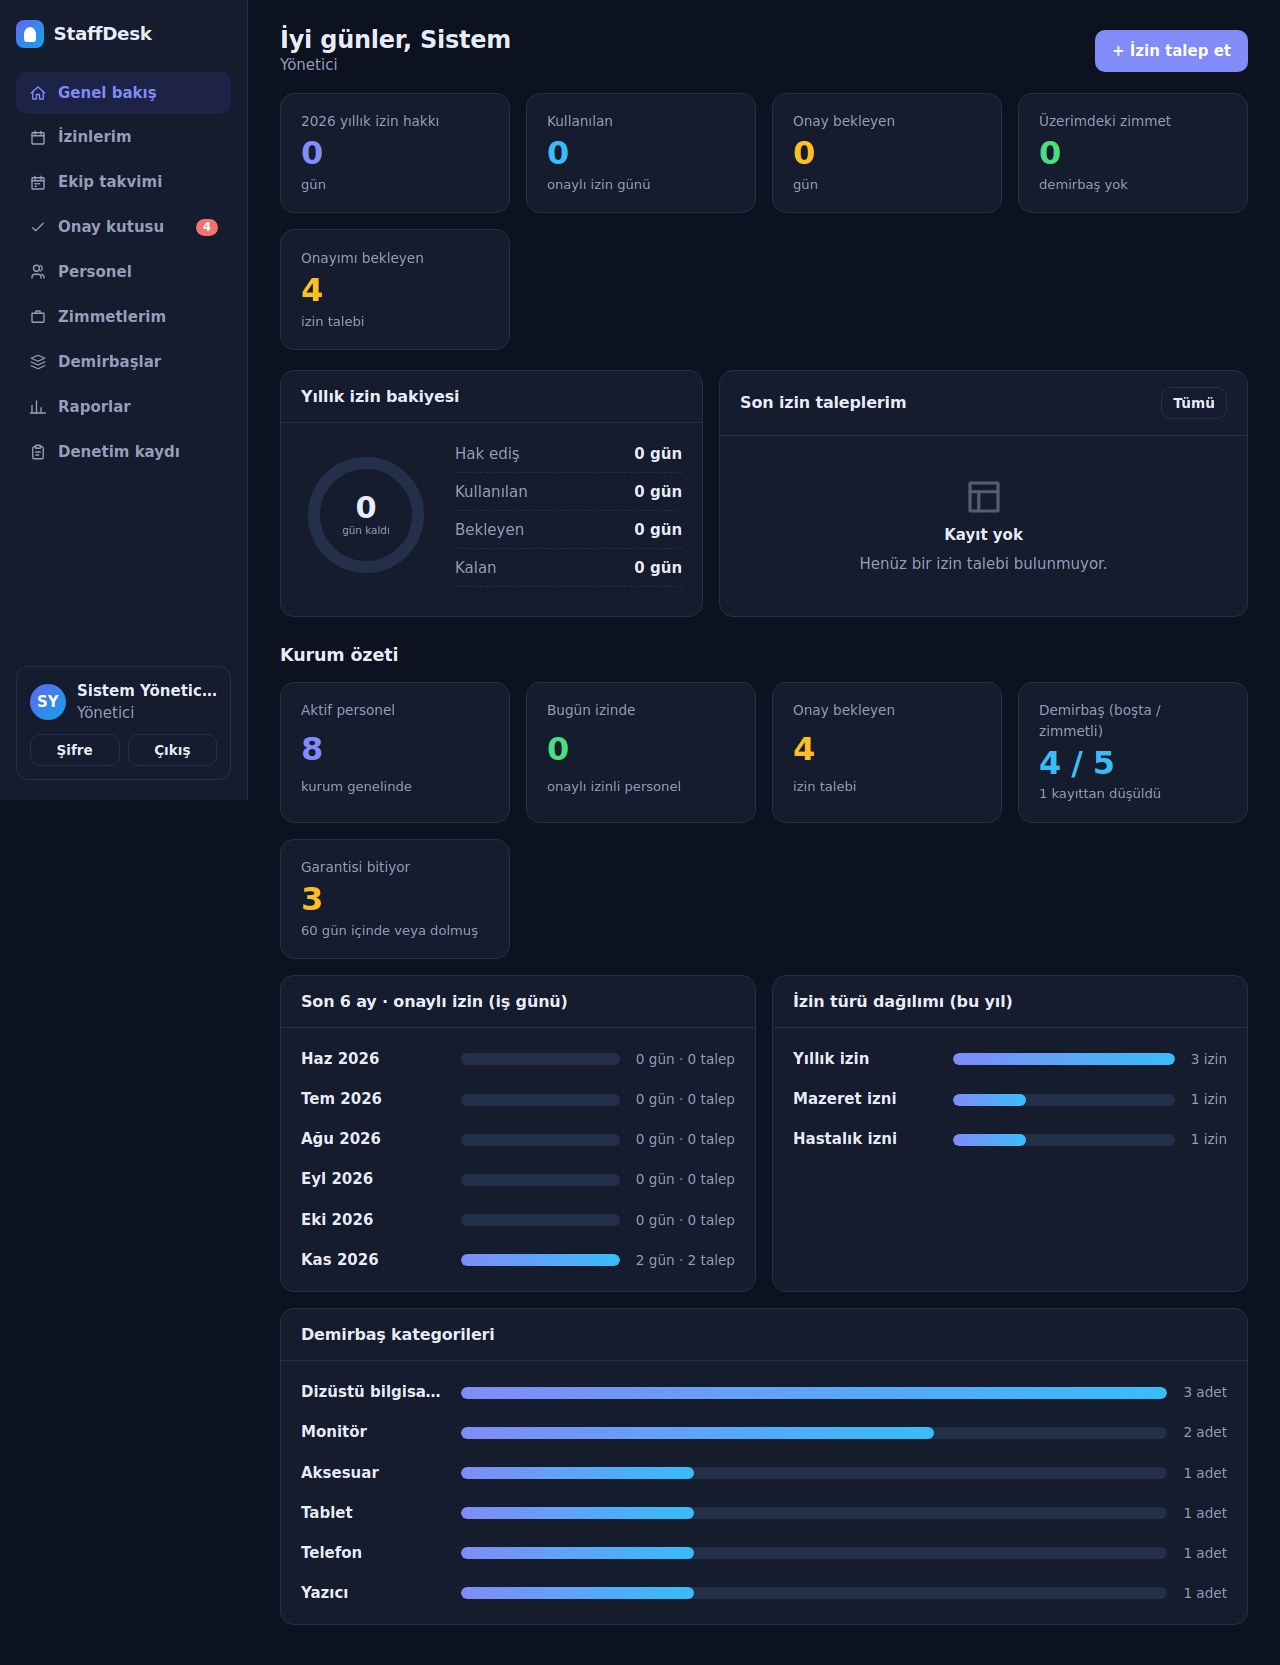 StaffDesk
Genel bakış
İzinlerim
Ekip takvimi
Onay kutusu 4
Personel
Zimmetlerim
Demirbaşlar
Raporlar
Denetim kaydı
SY
Sistem Yönetic…
Yönetici
Şifre Çıkış
İyi günler, Sistem
Yönetici
+ İzin talep et
2026 yıllık izin hakkı
0
gün
Kullanılan
0
onaylı izin günü
Onay bekleyen
0
gün
Üzerimdeki zimmet
0
demirbaş yok
Onayımı bekleyen
4
izin talebi
Yıllık izin bakiyesi
0
gün kaldı
Hak ediş 0 gün
Kullanılan 0 gün
Bekleyen 0 gün
Kalan 0 gün
Son izin taleplerim Tümü
Kayıt yok
Henüz bir izin talebi bulunmuyor.
Kurum özeti
Aktif personel
8
kurum genelinde
Bugün izinde
0
onaylı izinli personel
Onay bekleyen
4
izin talebi
Demirbaş (boşta /
zimmetli)
4 / 5
1 kayıttan düşüldü
Garantisi bitiyor
3
60 gün içinde veya dolmuş
Son 6 ay · onaylı izin (iş günü)
Haz 2026 0 gün · 0 talep
Tem 2026 0 gün · 0 talep
Ağu 2026 0 gün · 0 talep
Eyl 2026 0 gün · 0 talep
Eki 2026 0 gün · 0 talep
Kas 2026 2 gün · 2 talep
İzin türü dağılımı (bu yıl)
Yıllık izin 3 izin
Mazeret izni 1 izin
Hastalık izni 1 izin
Demirbaş kategorileri
Dizüstü bilgisa… 3 adet
Monitör 2 adet
Aksesuar 1 adet
Tablet 1 adet
Telefon 1 adet
Yazıcı 1 adet